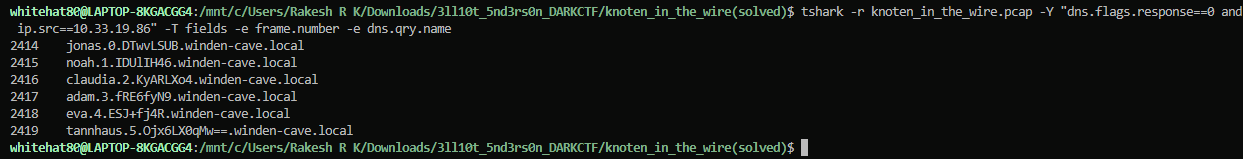 whitehat80@LAPTOP-8KGACGG4:/mnt/c/Users/Rakesh R K/Downloads/3ll10t_5nd3rs0n_DARKCTF/knoten_in_the_wire(solved)$ tshark -r knoten_in_the_wire.pcap -Y "dns.flags.response==0 and
ip.src==10.33.19.86" -T fields -e frame.number -e dns.qry.name
2414 jonas.0.DTwvLSUB.winden-cave.local
2415 noah.1.IDUlIH46.winden-cave.local
2416 claudia.2.KyARLXo4.winden-cave.local
2417 adam.3.fRE6fyN9.winden-cave.local
2418 eva.4.ESJ+fj4R.winden-cave.local
2419 tannhaus.5.Ojx6LX0qMw==.winden-cave.local
whitehat80@LAPTOP-8KGACGG4:/mnt/c/Users/Rakesh R K/Downloads/3ll10t_5nd3rs0n_DARKCTF/knoten_in_the_wire(solved)$